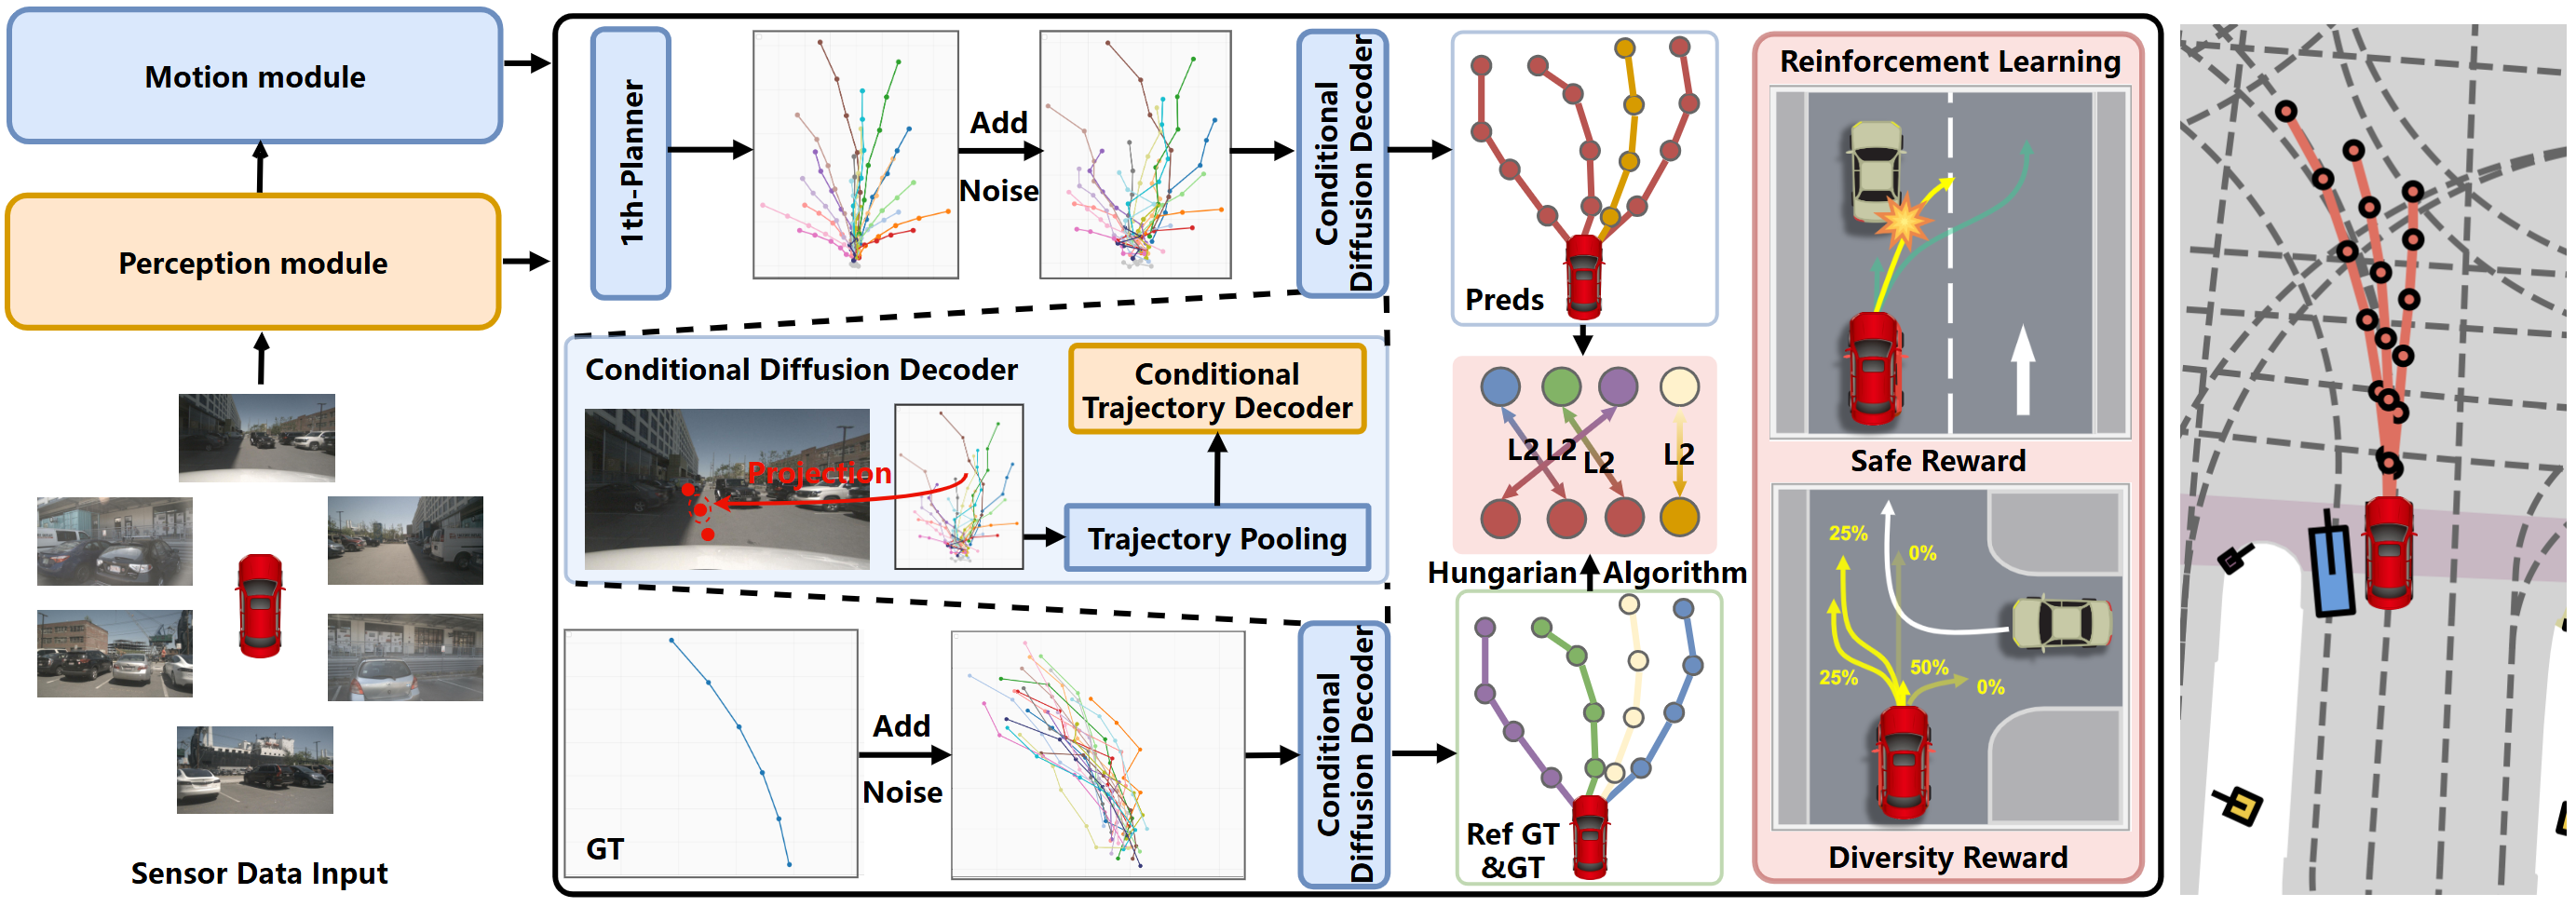 Motion module
Perception module
Sensor Data Input
1th-Planner
Add
Noise
Conditional
Diffusion Decoder
Preds
Conditional Diffusion Decoder
Projection
Conditional
Trajectory Decoder
Trajectory Pooling
L2 L2
L2
L2
Hungarian Algorithm
GT
Add
Noise
Conditional
Diffusion Decoder
Ref GT
&GT
Reinforcement Learning
Safe Reward
25%
0%
25%
50%
0%
Diversity Reward